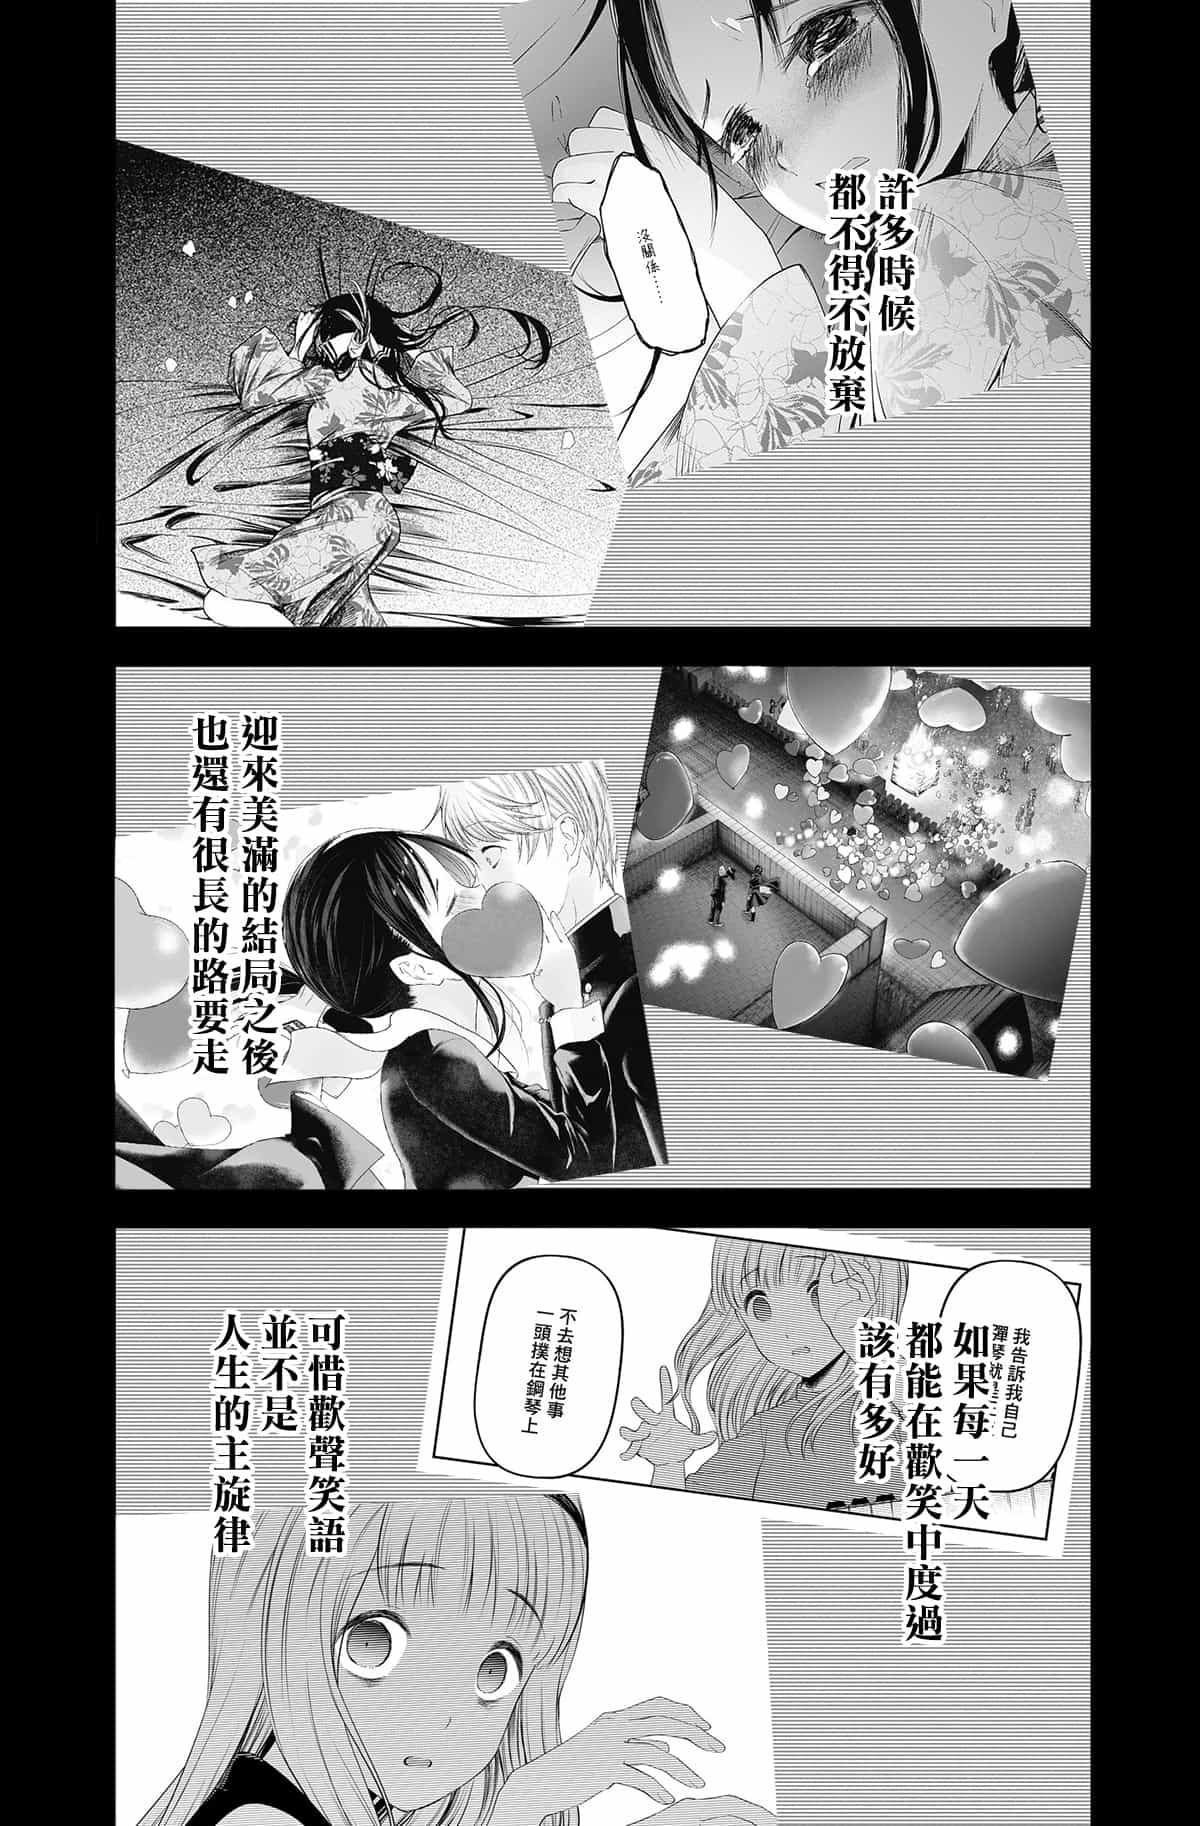 許多時候
都不得不放棄
沒關係……
迎來美滿的結局之後
也還有很長的路要走
我告訴我自己
彈琴就是
如果每一天
都能在歡笑中度過
該有多好
不去想其他事
一頭撲在鋼琴上
可惜歡聲笑語
並不是
人生的主旋律